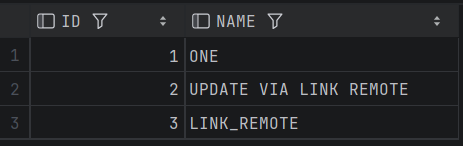 ID NAME
1 1 ONE
2 2 UPDATE VIA LINK REMOTE
3 3 LINK_REMOTE